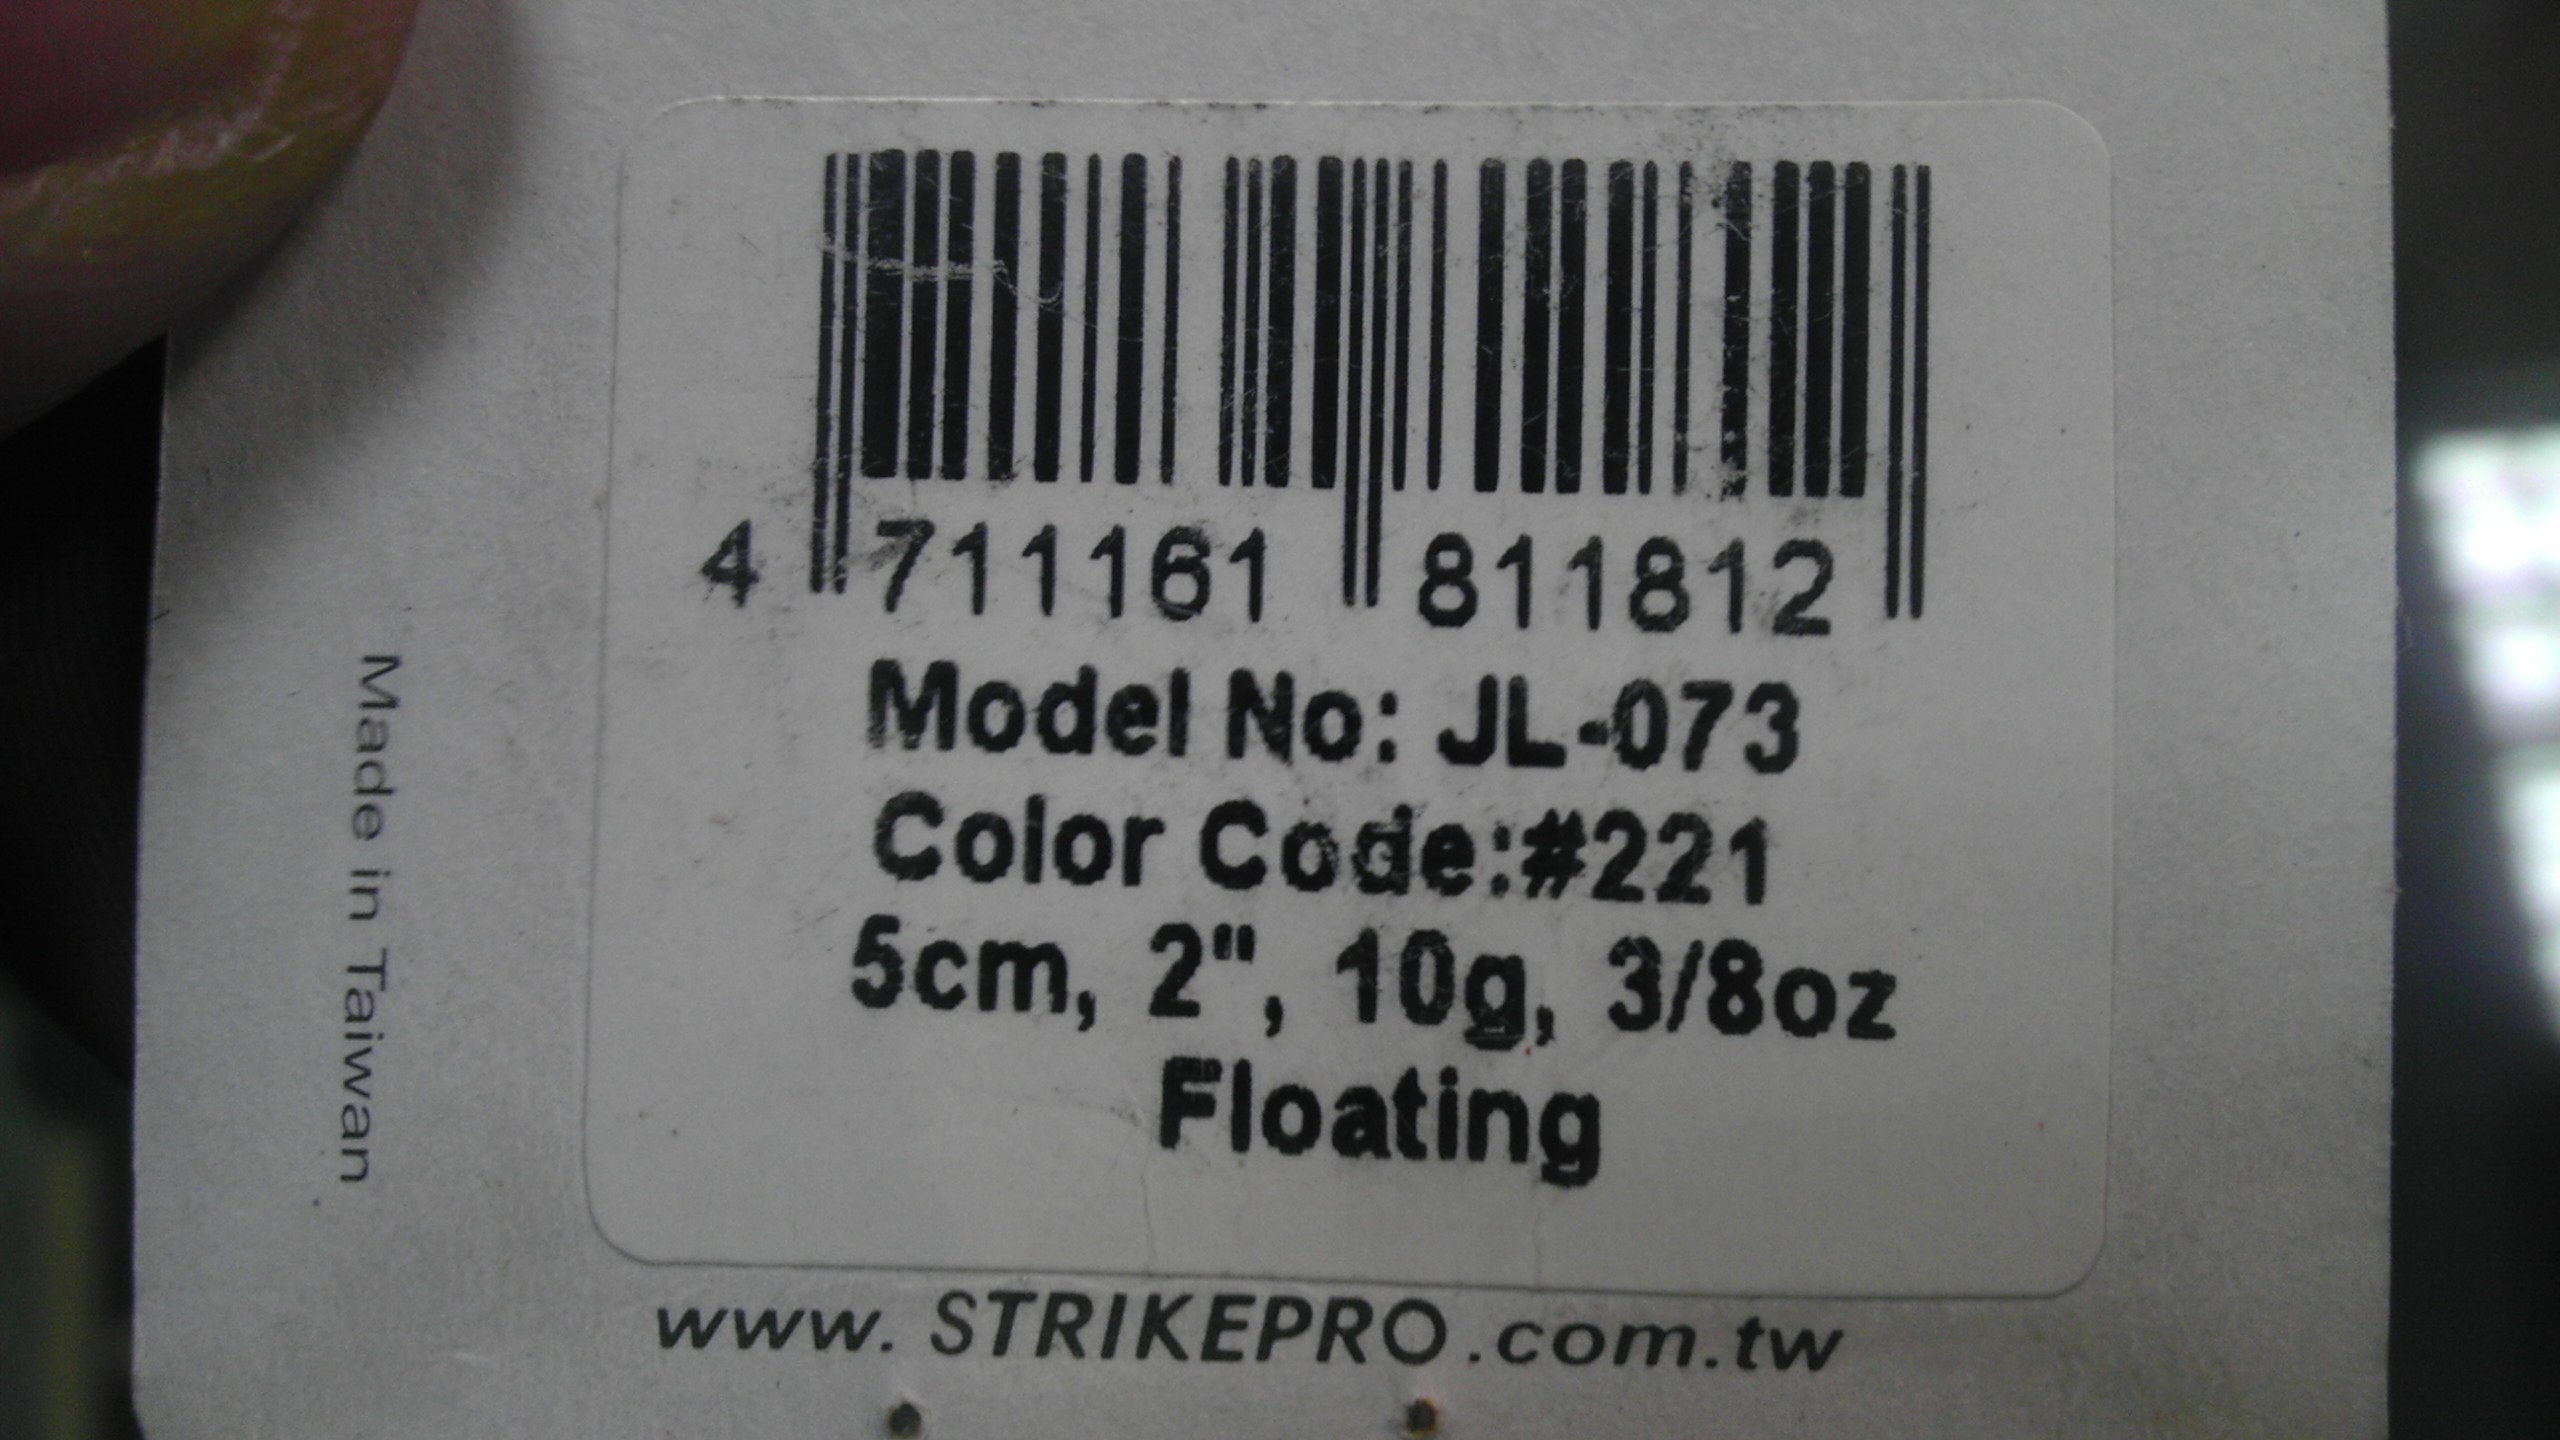 4 711161 811812
Model No: JL-073
Color Code:#221
5cm, 2", 10g, 3/8oz
Floating
www. STRIKEPRO.com.tw
Made in Taiwan